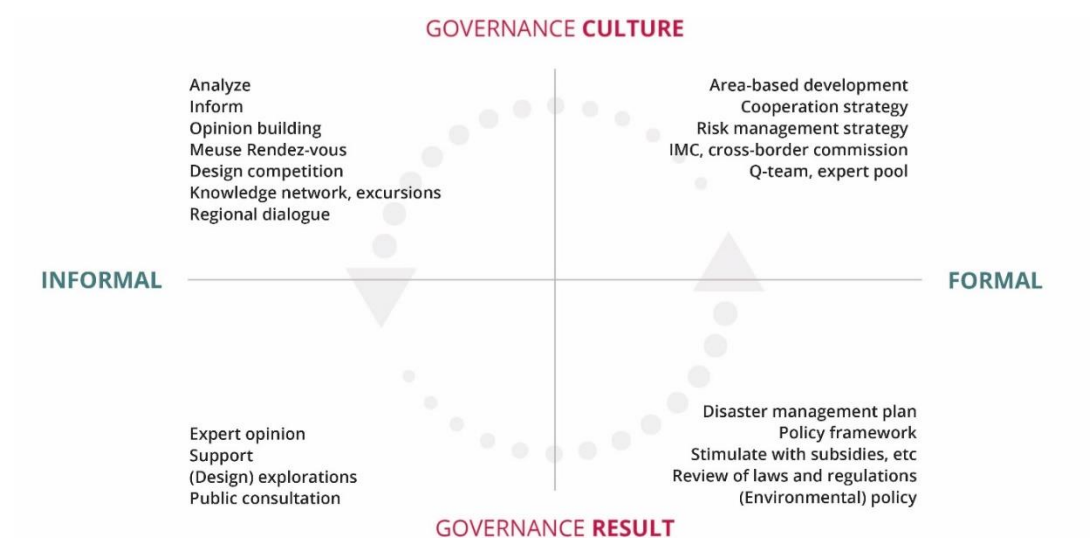 GOVERNANCE CULTURE
Analyze
Inform
Opinion building
Meuse Rendez-vous
Design competition
Knowledge network, excursions
Regional dialogue
Area-based development
Cooperation strategy
Risk management strategy
IMC, cross-border commission
Q-team, expert pool
INFORMAL
FORMAL
Expert opinion
Support
(Design) explorations
Public consultation
Disaster management plan
Policy framework
Stimulate with subsidies, etc
Review of laws and regulations
(Environmental) policy
GOVERNANCE RESULT